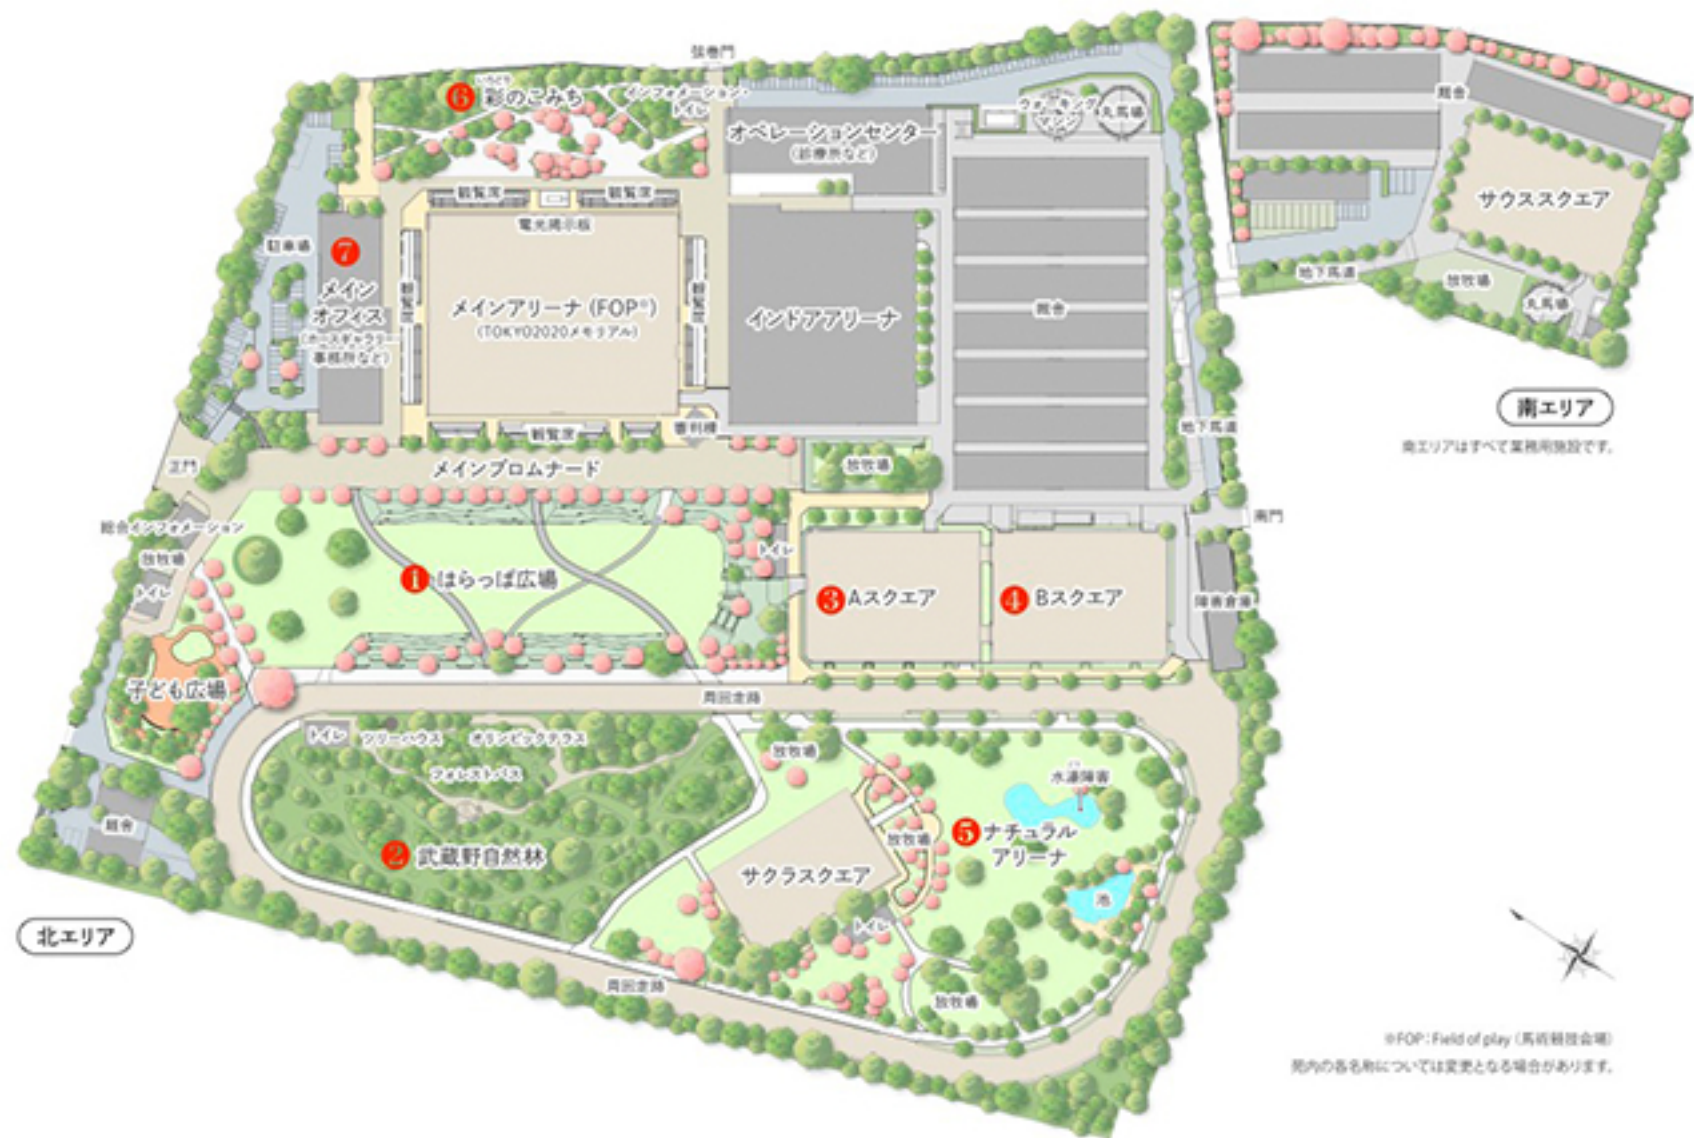 弦巻門
6 彩のこみち
いろどり
インフォメーション・
トイレ
オペレーションセンター
(診療所など)
ウォーキング
マシン
丸馬場
厩舎
サウススクエア
観覧席
観覧席
電光掲示板
駐車場
7
メイン
オフィス
(ホースギャラリー
事務所など)
観覧席
メインアリーナ (FOP※)
(TOKYO2020メモリアル)
観覧席
インドアアリーナ
厩舎
地下馬道
放牧場
丸馬場
南エリア
南エリアはすべて業務用施設です。
観覧席
審判棟
地下馬道
正門
メインプロムナード
放牧場
総合インフォメーション
放牧場
トイレ
1 はらっぱ広場
トイレ
3 Aスクエア
4 Bスクエア
南門
障害倉庫
子ども広場
周回走路
トイレ
ツリーハウス
オリンピックテラス
フォレストパス
放牧場
水濠障害
厩舎
2 武蔵野自然林
サクラスクエア
放牧場
5 ナチュラル
アリーナ
池
トイレ
北エリア
周回走路
放牧場
※FOP:Field of play (馬術競技会場)
苑内の各名称については変更となる場合があります。